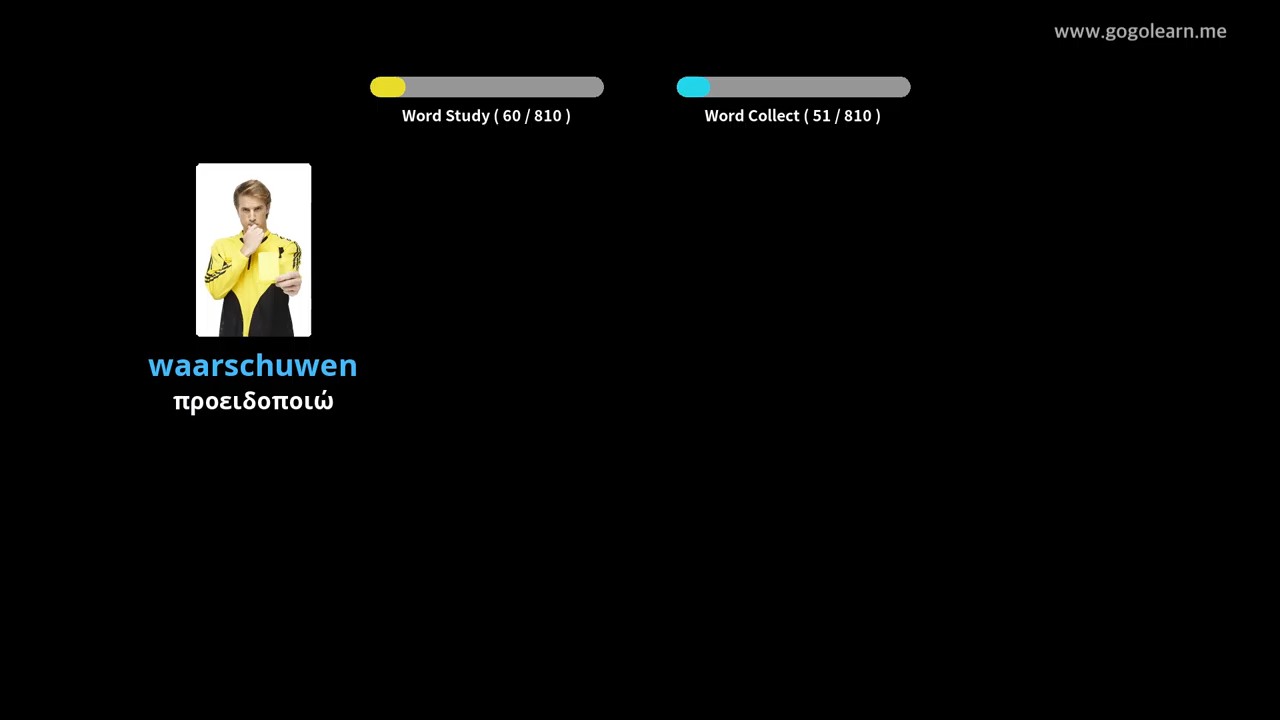 www.gogolearn.me
Word Study ( 60 / 810 )
Word Collect ( 51 / 810 )
waarschuwen
προειδοποιώ